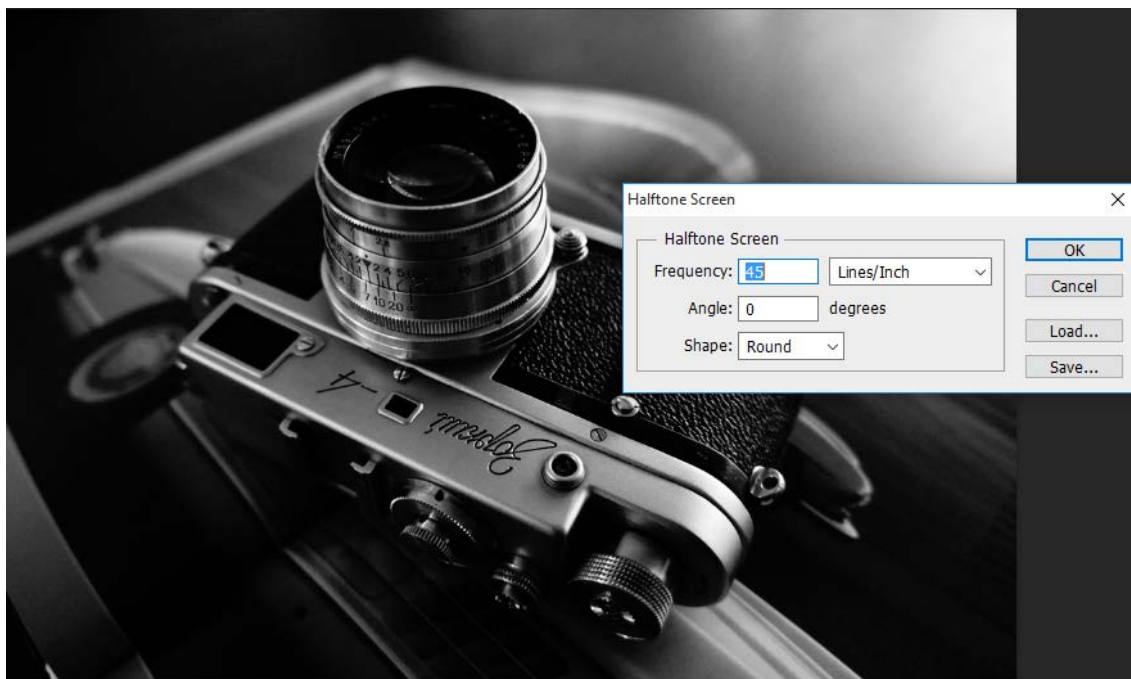 Halftone Screen
Halftone Screen
Frequency: 45 Lines/Inch
Angle: 0 degrees
Shape: Round
OK
Cancel
Load...
Save...
Зоркий
-4